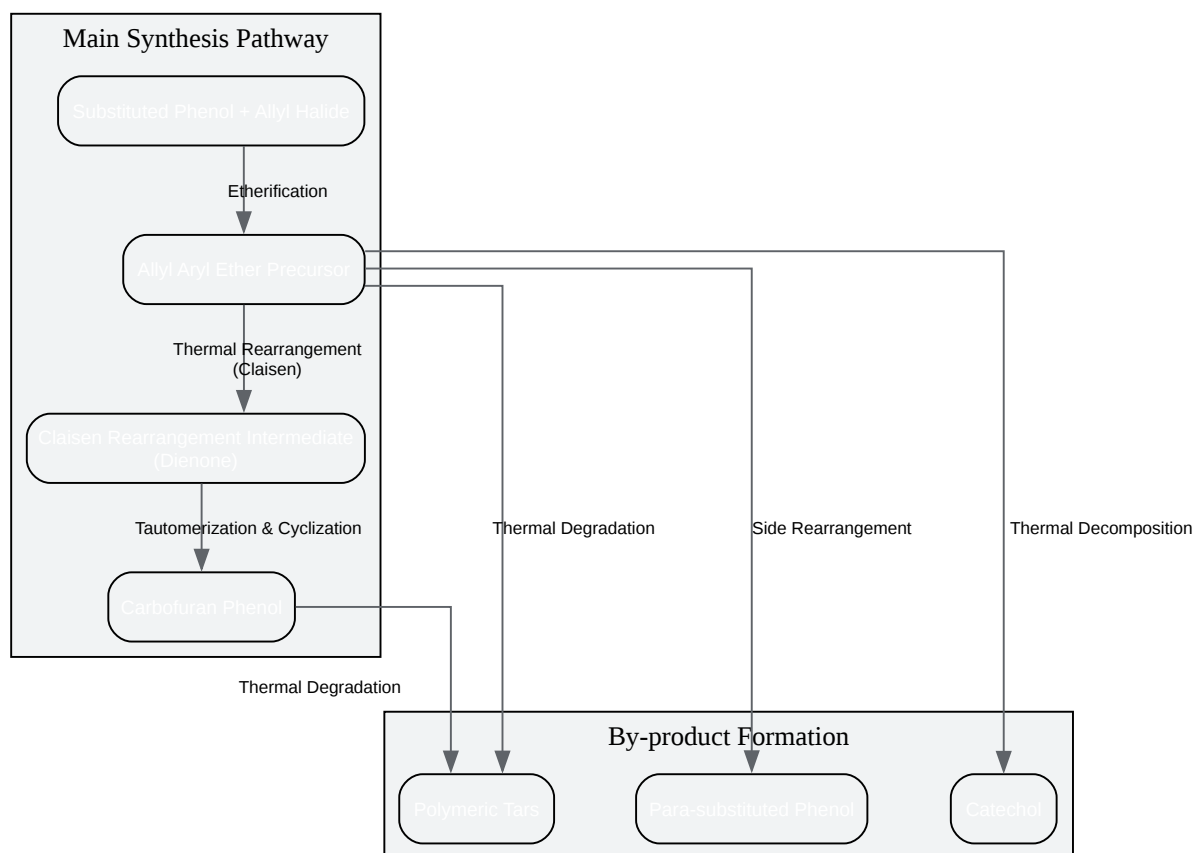 Main Synthesis Pathway
Substituted Phenol + Allyl Halide
Etherification
Allyl Aryl Ether Precursor
Thermal Rearrangement
(Claisen)
Claisen Rearrangement Intermediate
(Dienone)
Tautomerization & Cyclization
Thermal Degradation
Side Rearrangement
Thermal Decomposition
Carbofuran Phenol
Thermal Degradation
By-product Formation
Polymeric Tars
Para-substituted Phenol
Catechol